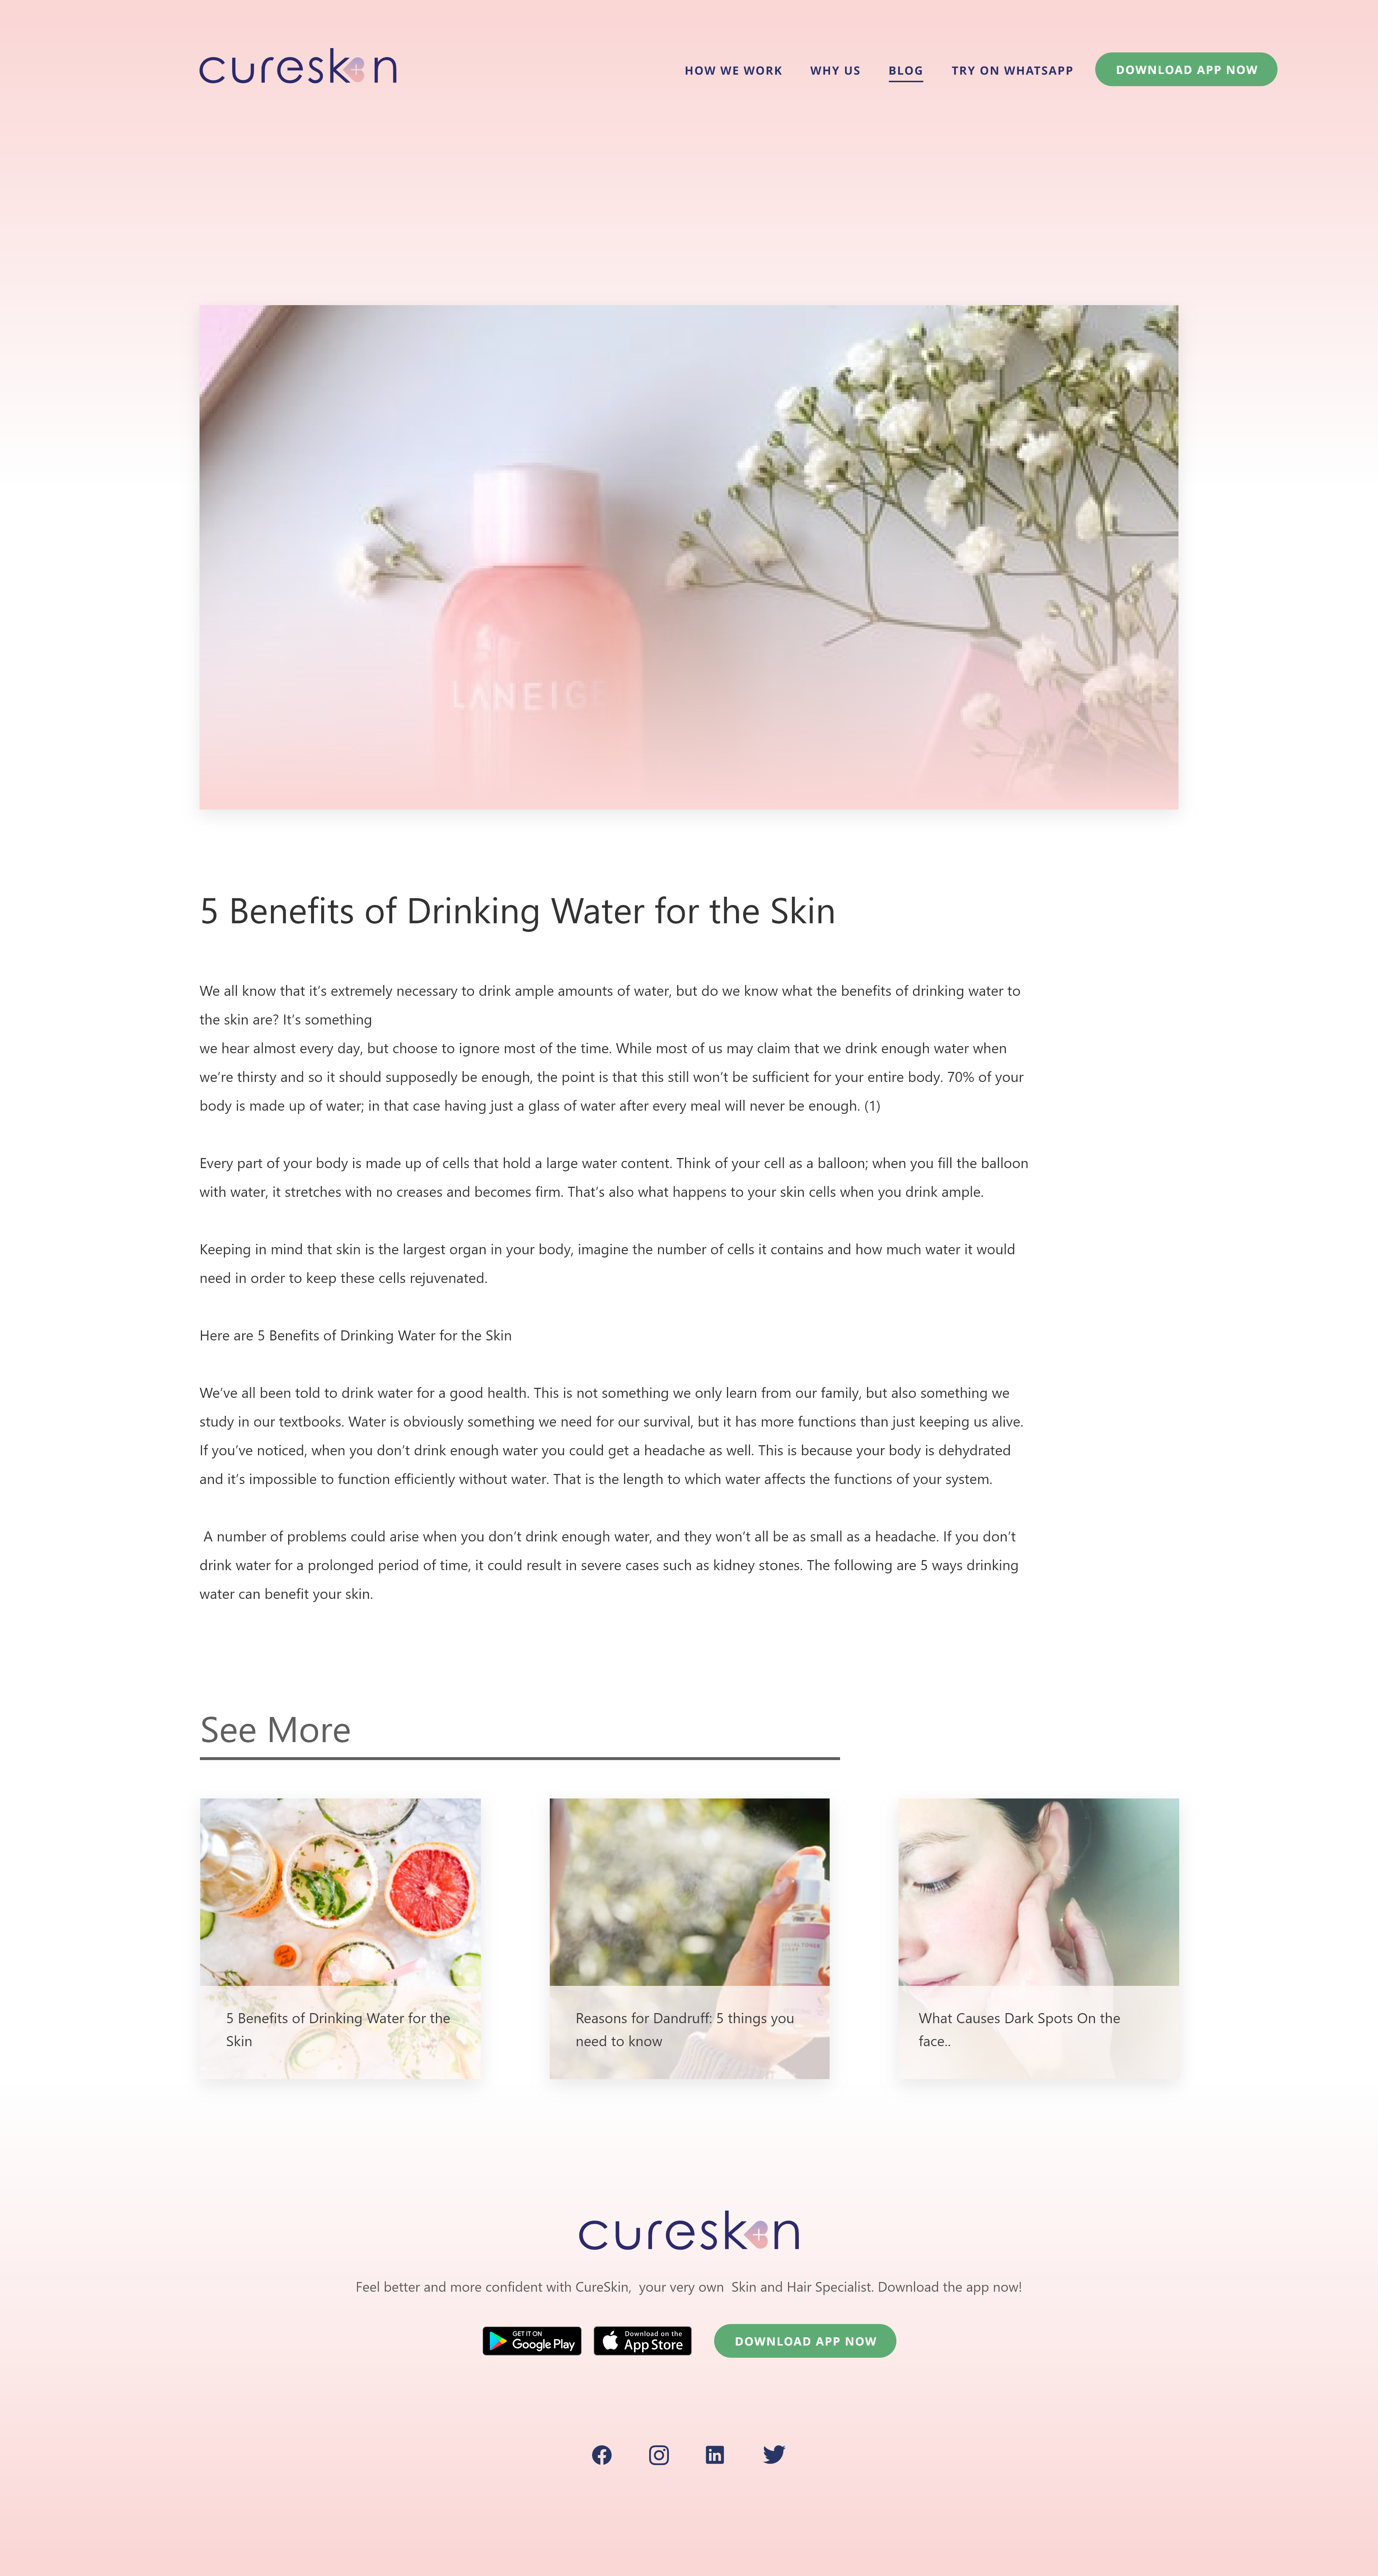 cureskin
HOW WE WORK
WHY US
BLOG
TRY ON WHATSAPP
DOWNLOAD APP NOW
LANEIGE
5 Benefits of Drinking Water for the Skin
We all know that it’s extremely necessary to drink ample amounts of water, but do we know what the benefits of drinking water to
the skin are? It’s something
we hear almost every day, but choose to ignore most of the time. While most of us may claim that we drink enough water when
we’re thirsty and so it should supposedly be enough, the point is that this still won’t be sufficient for your entire body. 70% of your
body is made up of water; in that case having just a glass of water after every meal will never be enough. (1)
Every part of your body is made up of cells that hold a large water content. Think of your cell as a balloon; when you fill the balloon
with water, it stretches with no creases and becomes firm. That’s also what happens to your skin cells when you drink ample.
Keeping in mind that skin is the largest organ in your body, imagine the number of cells it contains and how much water it would
need in order to keep these cells rejuvenated.
Here are 5 Benefits of Drinking Water for the Skin
We’ve all been told to drink water for a good health. This is not something we only learn from our family, but also something we
study in our textbooks. Water is obviously something we need for our survival, but it has more functions than just keeping us alive.
If you’ve noticed, when you don’t drink enough water you could get a headache as well. This is because your body is dehydrated
and it’s impossible to function efficiently without water. That is the length to which water affects the functions of your system.
A number of problems could arise when you don’t drink enough water, and they won’t all be as small as a headache. If you don’t
drink water for a prolonged period of time, it could result in severe cases such as kidney stones. The following are 5 ways drinking
water can benefit your skin.
See More
TONER
5 Benefits of Drinking Water for the
Skin
Reasons for Dandruff: 5 things you
need to know
What Causes Dark Spots On the
face..
cureskin
Feel better and more confident with CureSkin, your very own Skin and Hair Specialist. Download the app now!
GET IT ON
Google Play
Download on the
App Store
DOWNLOAD APP NOW